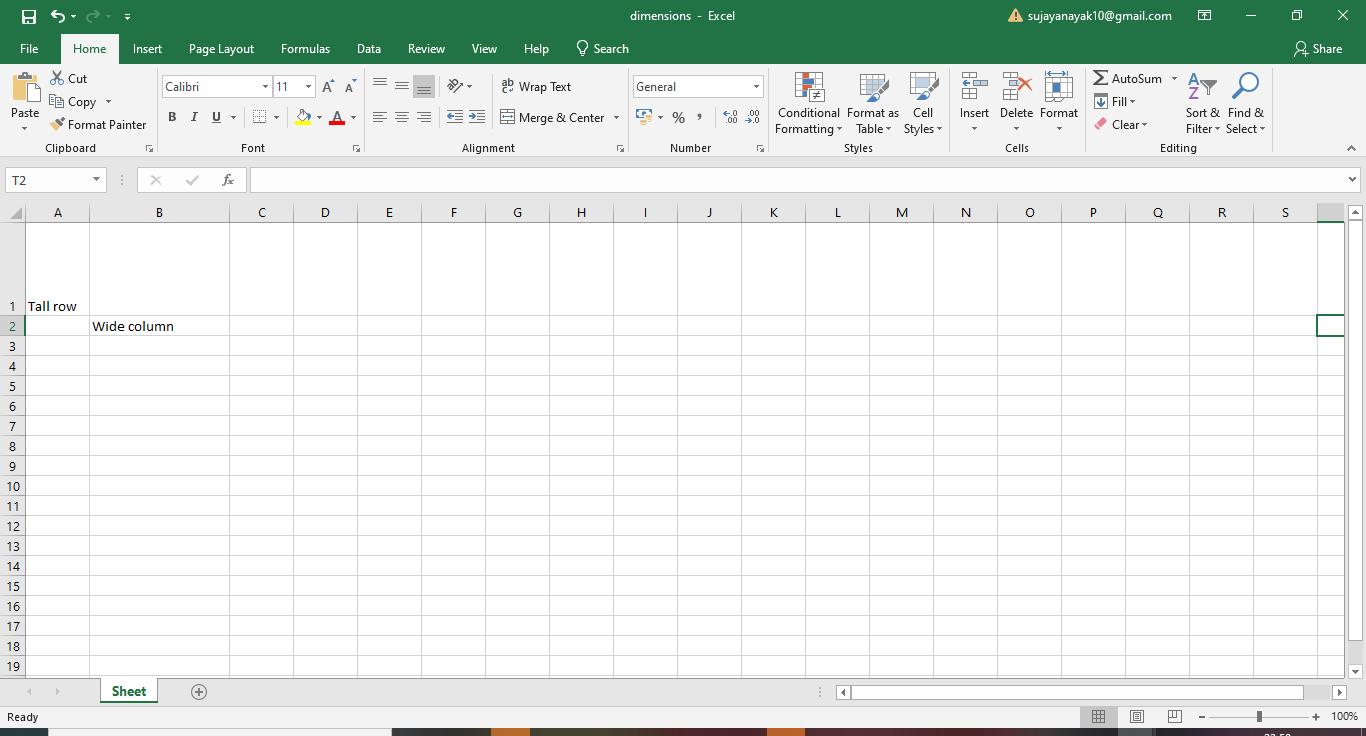 dimensions - Excel
sujayanayak10@gmail.com
File Home Insert Page Layout Formulas Data Review View Help Search Share
Paste
Cut
Copy
Format Painter
Clipboard
Calibri 11
B I U
A A
Font
Wrap Text
Merge & Center
Alignment
General
%
Number
Conditional Formatting
Format as Table
Cell Styles
Styles
Insert Delete Format
Cells
AutoSum
Fill
Clear
Sort & Filter
Find & Select
Editing
T2
fx
A B C D E F G H I J K L M N O P Q R S
1 Tall row
2 Wide column
3
4
5
6
7
8
9
10
11
12
13
14
15
16
17
18
19
Sheet
Ready
100%